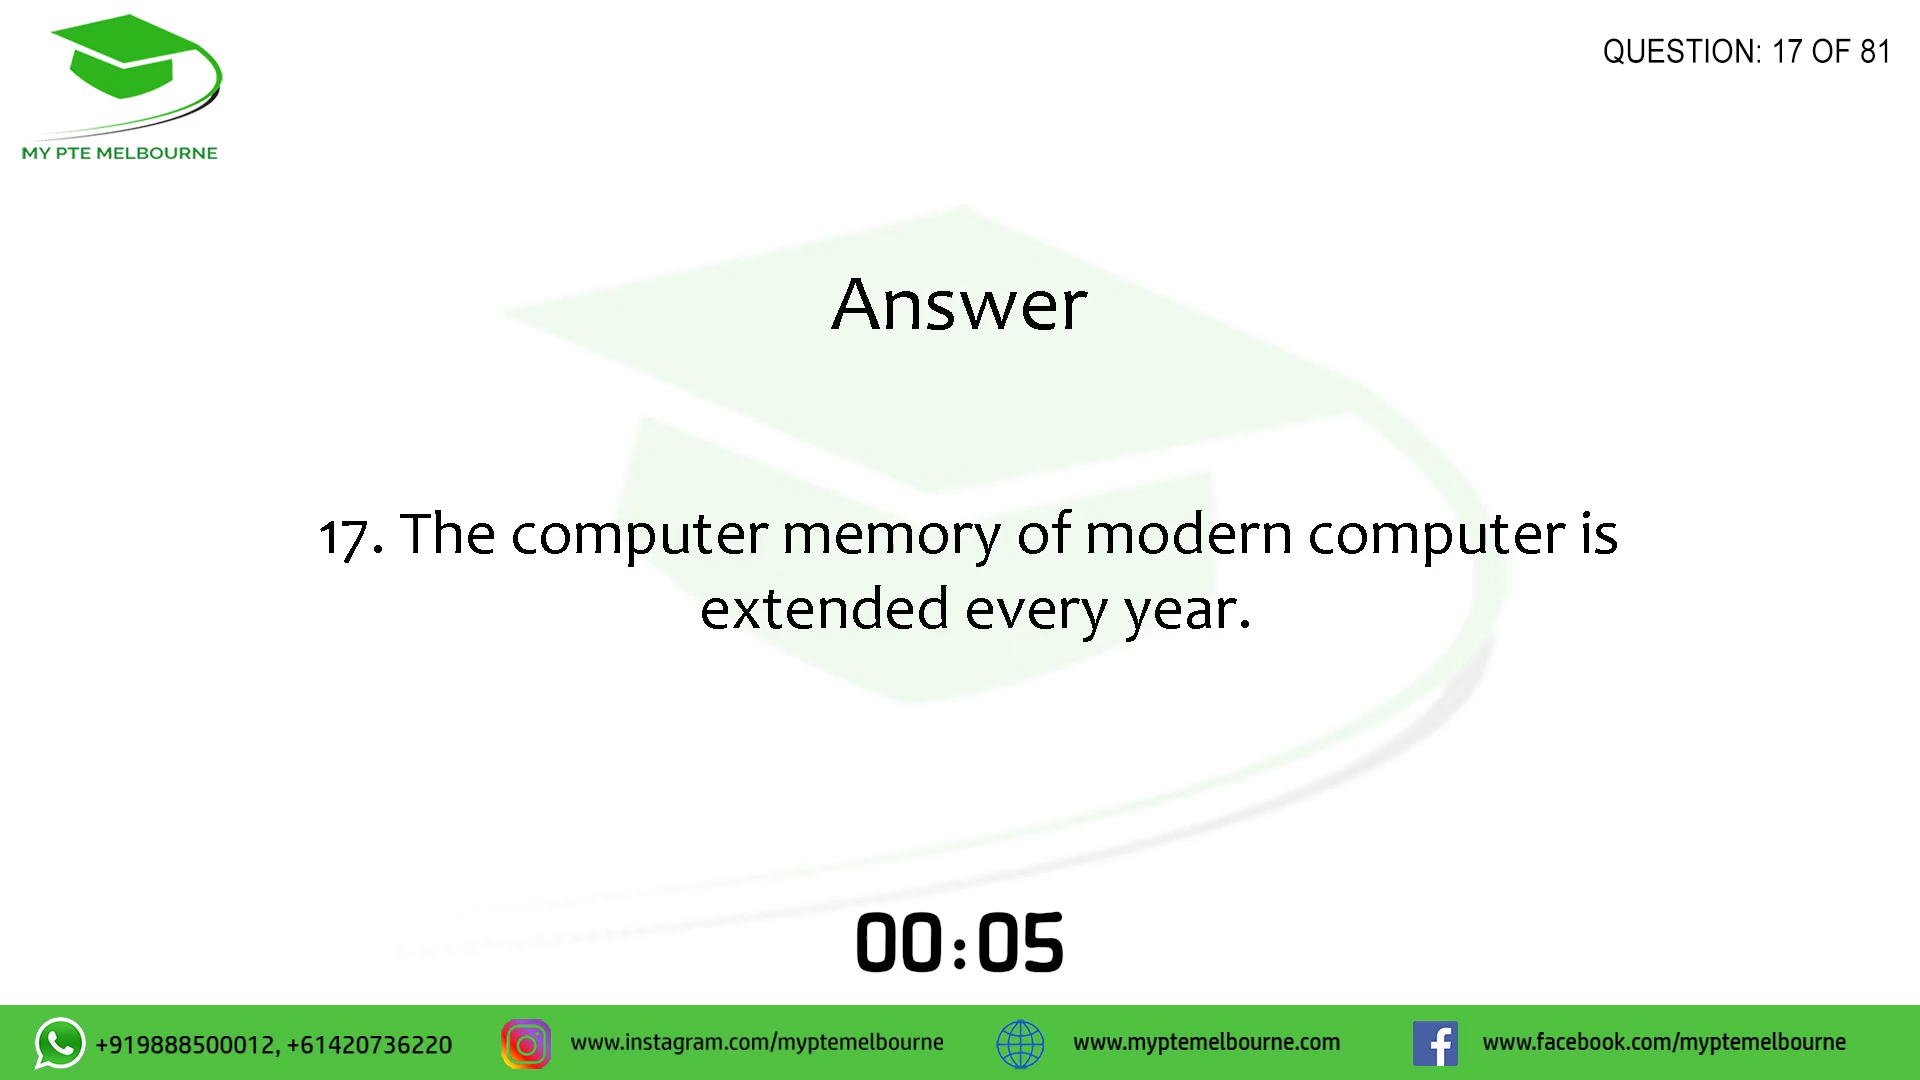 MY PTE MELBOURNE
QUESTION: 17 OF 81
Answer
17. The computer memory of modern computer is
extended every year.
00:05
+919888500012, +61420736220
www.instagram.com/myptemelbourne
www.myptemelbourne.com
www.facebook.com/myptemelbourne